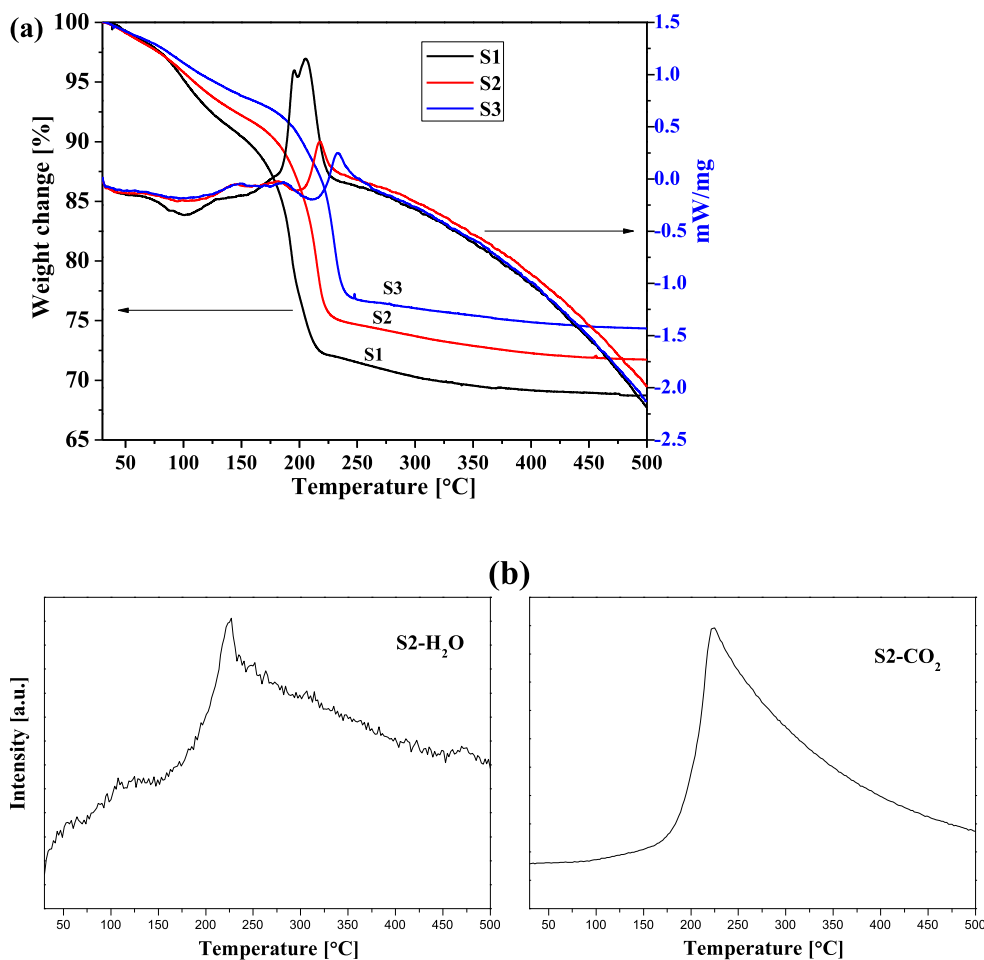 (a)
100
95
90
85
80
75
70
65
Weight change [%]
S1
S2
S3
1.5
1.0
0.5
0.0
-0.5
-1.0
-1.5
-2.0
-2.5
mW/mg
S3
S2
S1
50 100 150 200 250 300 350 400 450 500
Temperature [°C]
(b)
Intensity [a.u.]
S2-H₂O
50 100 150 200 250 300 350 400 450 500
Temperature [°C]
S2-CO₂
50 100 150 200 250 300 350 400 450 500
Temperature [°C]